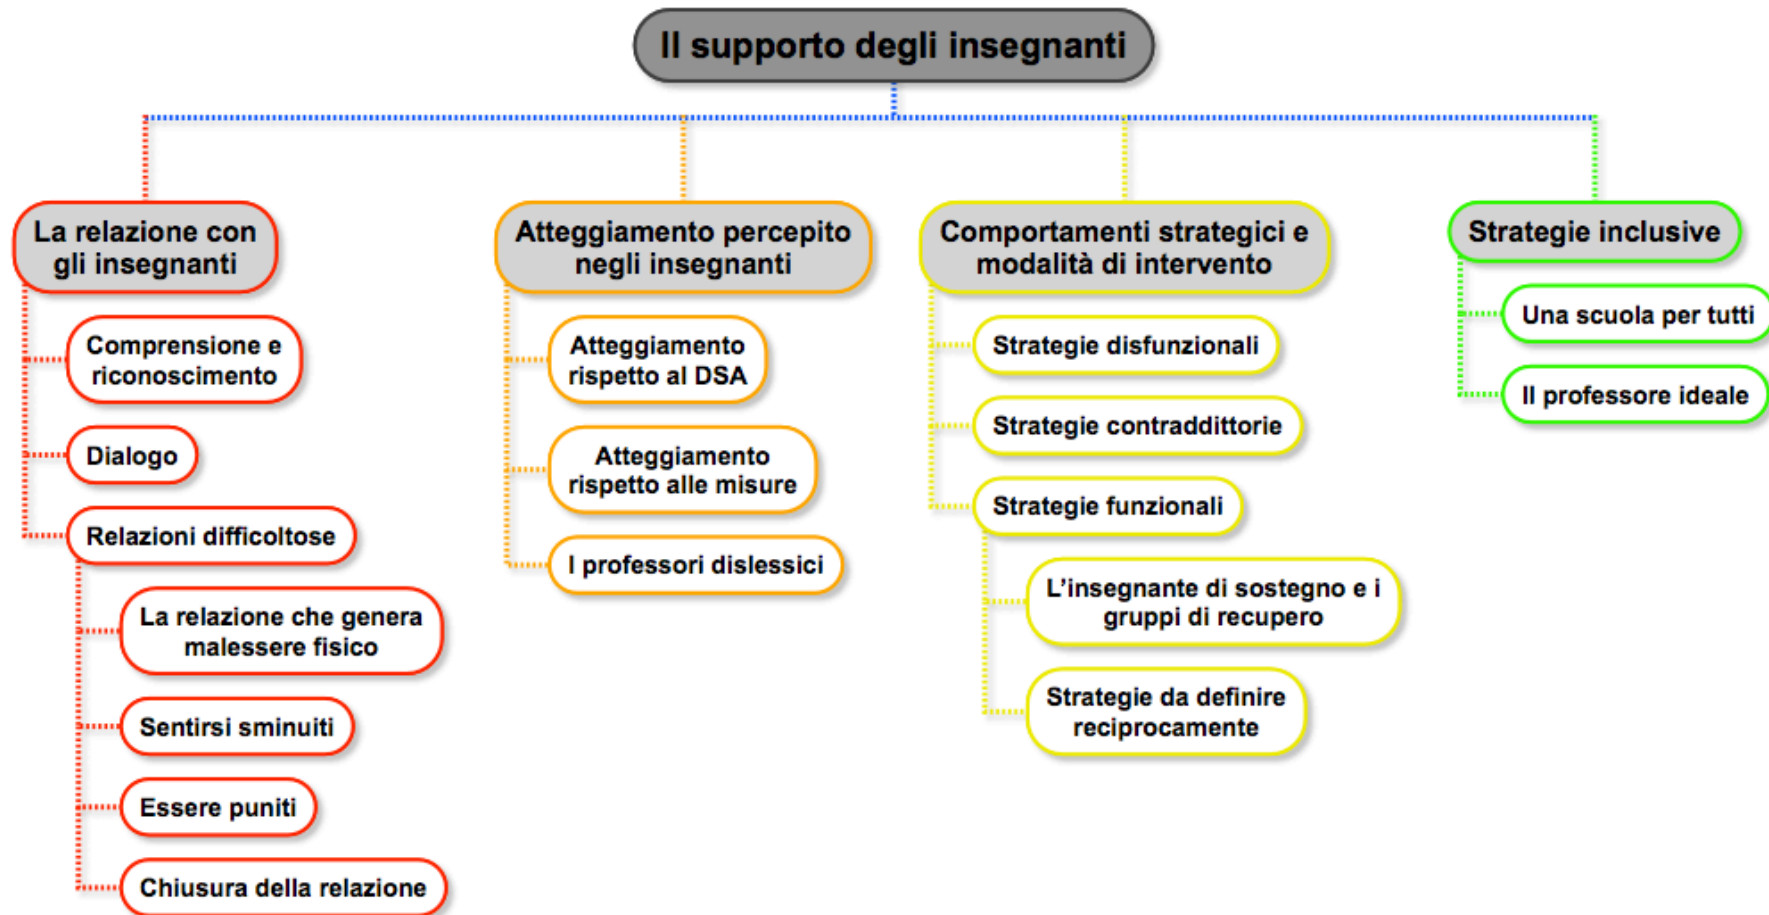 Il supporto degli insegnanti
La relazione con
gli insegnanti
Comprensione e
riconoscimento
Dialogo
Relazioni difficoltose
La relazione che genera
malessere fisico
Sentirsi sminuiti
Essere puniti
Chiusura della relazione
Atteggiamento percepito
negli insegnanti
Atteggiamento
rispetto al DSA
Atteggiamento
rispetto alle misure
I professori dislessici
Comportamenti strategici e
modalità di intervento
Strategie disfunzionali
Strategie contraddittorie
Strategie funzionali
L'insegnante di sostegno e i
gruppi di recupero
Strategie da definire
reciprocamente
Strategie inclusive
Una scuola per tutti
Il professore ideale